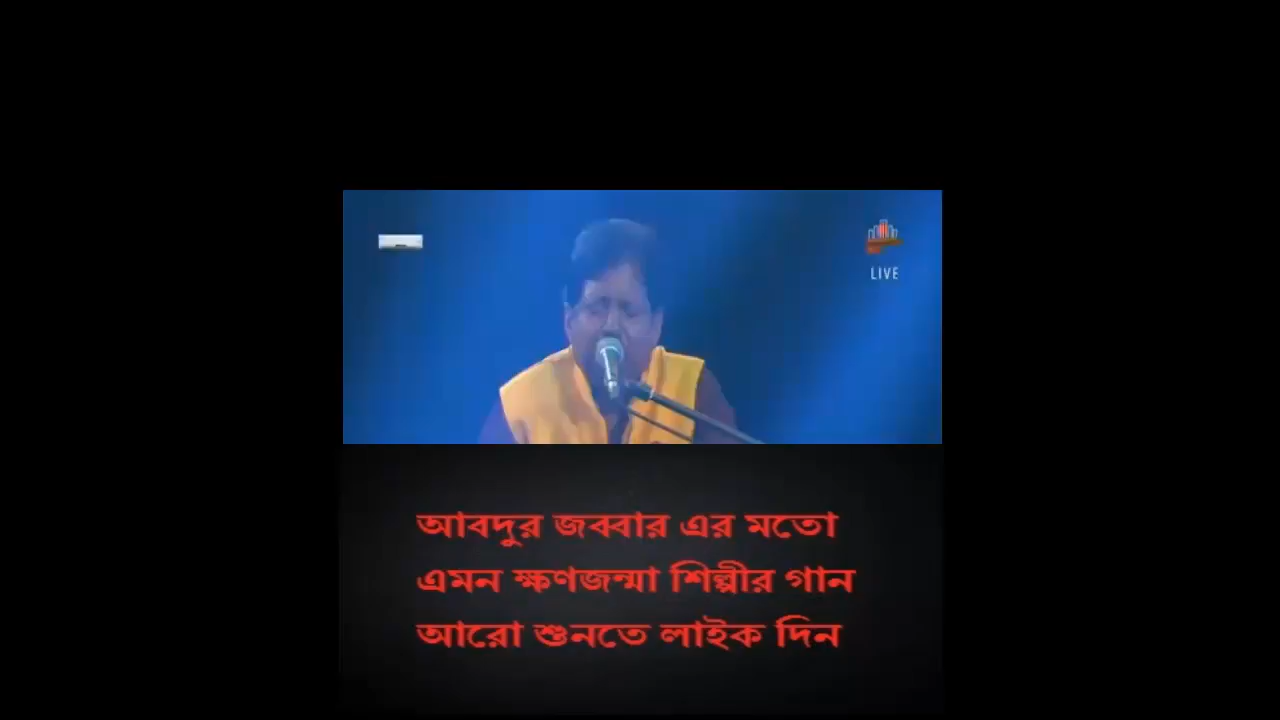 LIVE
আবদুর জব্বার এর মতো
এমন ক্ষণজন্মা শিল্পীর গান
আরো শুনতে লাইক দিন